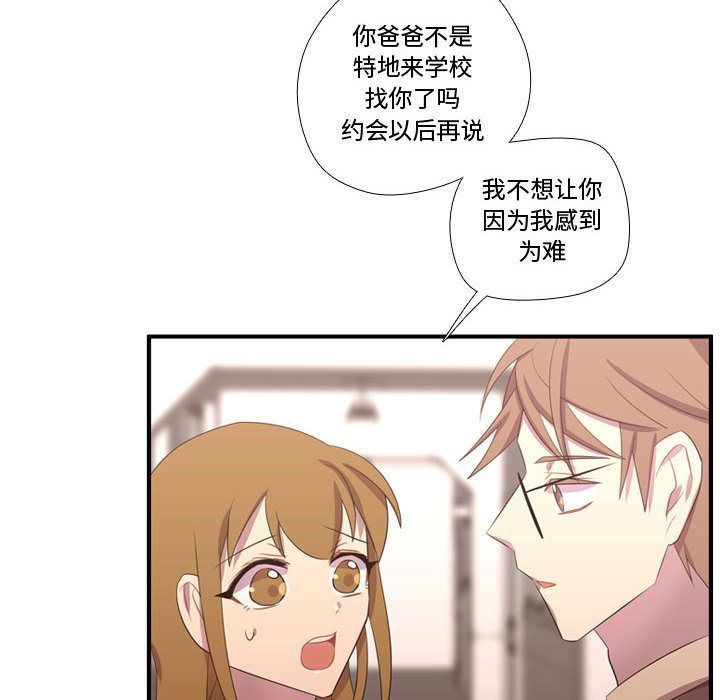 你爸爸不是
特地来学校
找你了吗
约会以后再说
我不想让你
因为我感到
为难